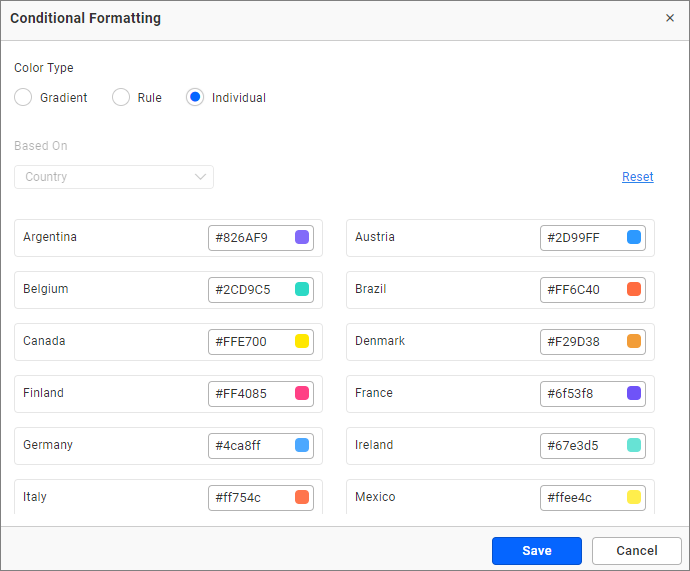 Conditional Formatting ×
Color Type
Gradient Rule Individual
Based On
Country Reset
Argentina #826AF9 Austria #2D99FF
Belgium #2CD9C5 Brazil #FF6C40
Canada #FFE700 Denmark #F29D38
Finland #FF4085 France #6f53f8
Germany #4ca8ff Ireland #67e3d5
Italy #ff754c Mexico #ffee4c
Save Cancel